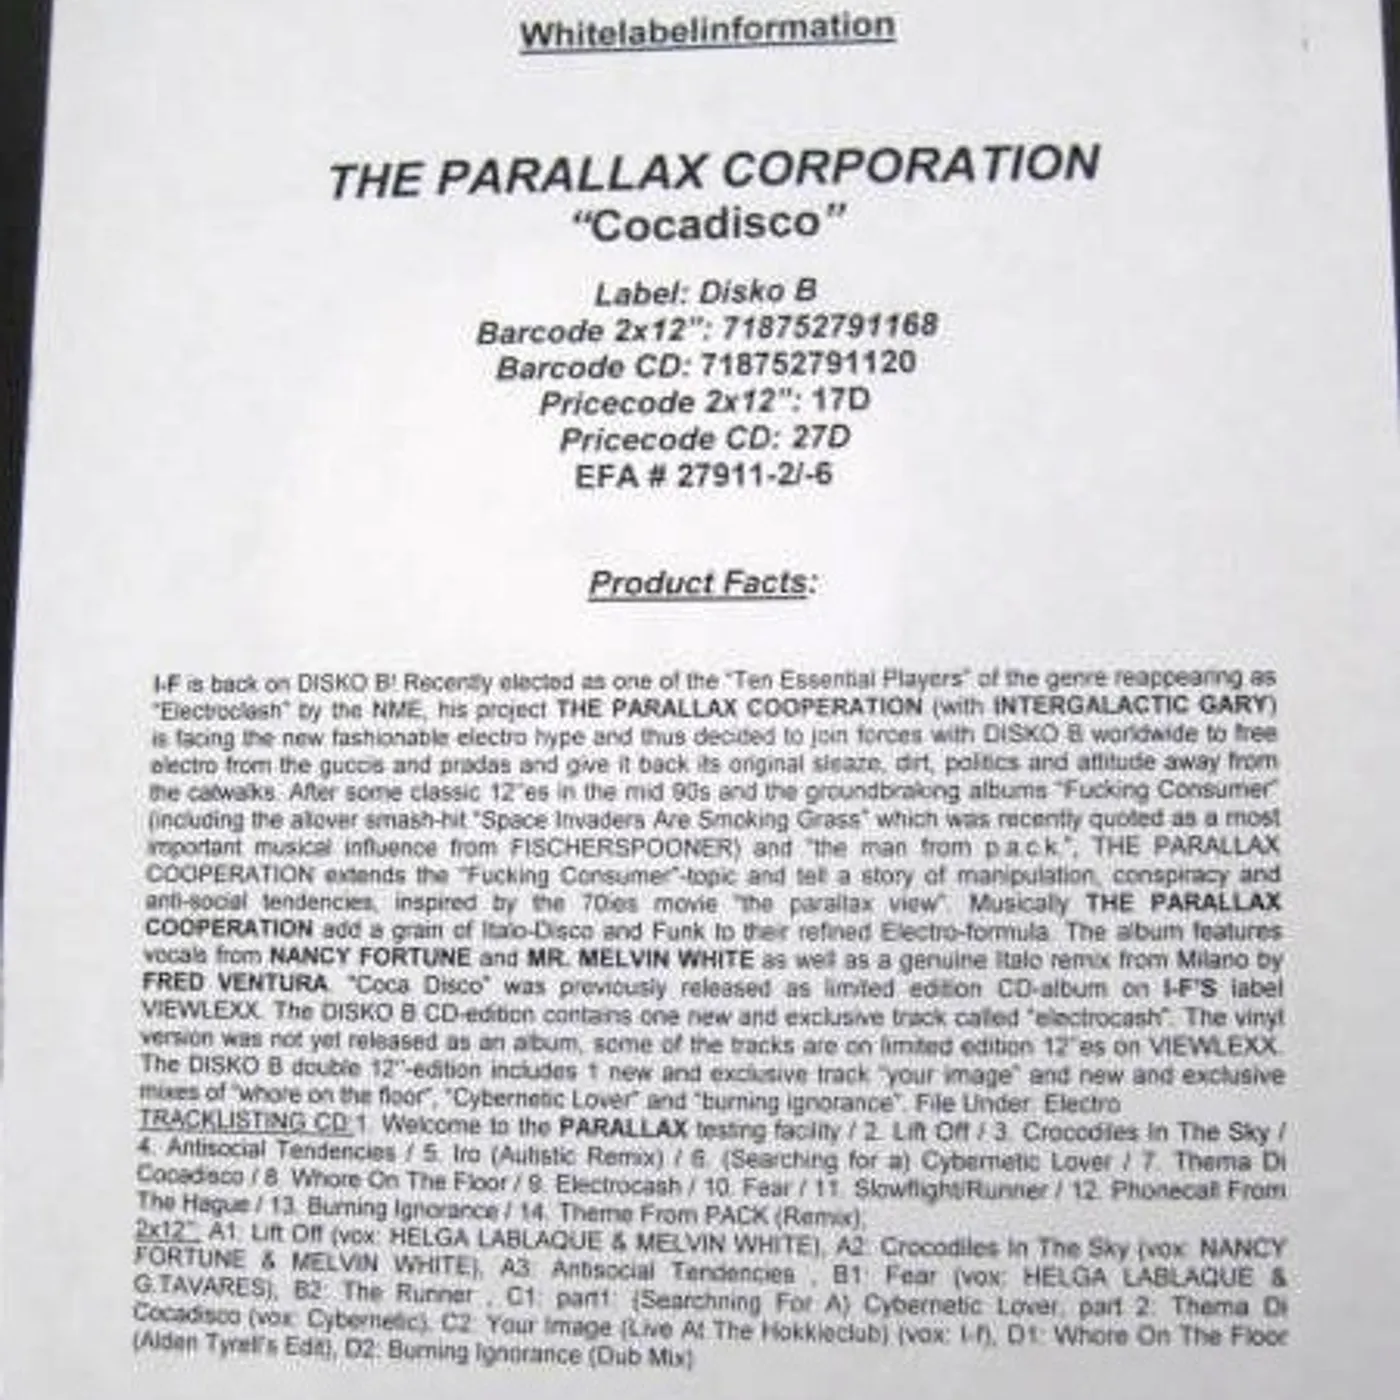 Whitelabelinformation
THE PARALLAX CORPORATION
“Cocadisco”
Label: Disko B
Barcode 2x12”: 718752791168
Barcode CD: 718752791120
Pricecode 2x12”: 17D
Pricecode CD: 27D
EFA # 27911-2/-6
Product Facts:
I-F is back on DISKO B! Recently elected as one of the “Ten Essential Players” of the genre reappearing as
“Electroclash” by the NME, his project THE PARALLAX COOPERATION (with INTERGALACTIC GARY)
is facing the new fashionable electro hype and thus decided to join forces with DISKO B worldwide to free
electro from the guccis and pradas and give it back its original sleaze, dirt, politics and attitude away from
the catwalks. After some classic 12”es in the mid 90s and the groundbraking albums “Fucking Consumer”
(including the allover smash-hit “Space Invaders Are Smoking Grass” which was recently quoted as a most
important musical influence from FISCHERSPOONER) and “the man from p.a.c.k.”, THE PARALLAX
COOPERATION extends the “Fucking Consumer”-topic and tell a story of manipulation, conspiracy and
anti-social tendencies, inspired by the 70ies movie “the parallax view”. Musically THE PARALLAX
COOPERATION add a grain of Italo-Disco and Funk to their refined Electro-formula. The album features
vocals from NANCY FORTUNE and MR. MELVIN WHITE as well as a genuine Italo remix from Milano by
FRED VENTURA. “Coca Disco” was previously released as limited edition CD-album on I-F'S label
VIEWLEXX. The DISKO B CD-edition contains one new and exclusive track called “electrocash”. The vinyl
version was not yet released as an album, some of the tracks are on limited edition 12”es on VIEWLEXX.
The DISKO B double 12”-edition includes 1 new and exclusive track “your image” and new and exclusive
mixes of “whore on the floor”, “Cybernetic Lover” and “burning ignorance”. File Under: Electro
TRACKLISTING CD:1. Welcome to the PARALLAX testing facility / 2. Lift Off / 3. Crocodiles In The Sky /
4. Antisocial Tendencies / 5. Iro (Autistic Remix) / 6. (Searching for a) Cybernetic Lover / 7. Thema Di
Cocadisco / 8. Whore On The Floor / 9. Electrocash / 10. Fear / 11. Slowflight/Runner / 12. Phonecall From
The Hague / 13. Burning Ignorance / 14. Theme From PACK (Remix);
2x12”: A1: Lift Off (vox: HELGA LABLAQUE & MELVIN WHITE), A2: Crocodiles In The Sky (vox: NANCY
FORTUNE & MELVIN WHITE), A3: Antisocial Tendencies , B1: Fear (vox: HELGA LABLAQUE &
G.TAVARES), B2: The Runner , C1: part1: (Searchning For A) Cybernetic Lover, part 2: Thema Di
Cocadisco (vox: Cybernetic), C2: Your Image (Live At The Hokkieclub) (vox: I-f), D1: Whore On The Floor
(Alden Tyrell's Edit), D2: Burning Ignorance (Dub Mix)